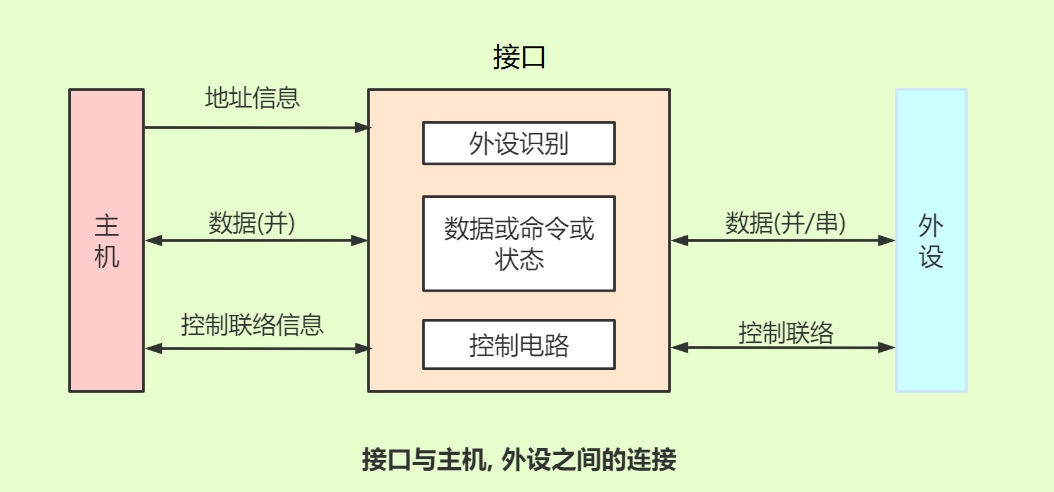 接口
地址信息
外设识别
主
机
数据(并)
数据或命令或
状态
数据(并/串)
外
设
控制联络信息
控制电路
控制联络
接口与主机, 外设之间的连接